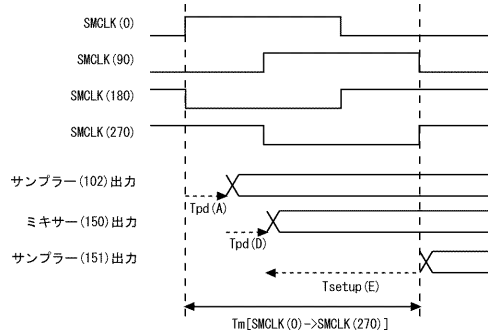 SMCLK(0)
SMCLK(90)
SMCLK(180)
SMCLK(270)
サンプラー(102)出力
Tpd(A)
ミキサー(150)出力
Tpd(D)
サンプラー(151)出力
Tsetup(E)
Tm[SMCLK(0)->SMCLK(270)]